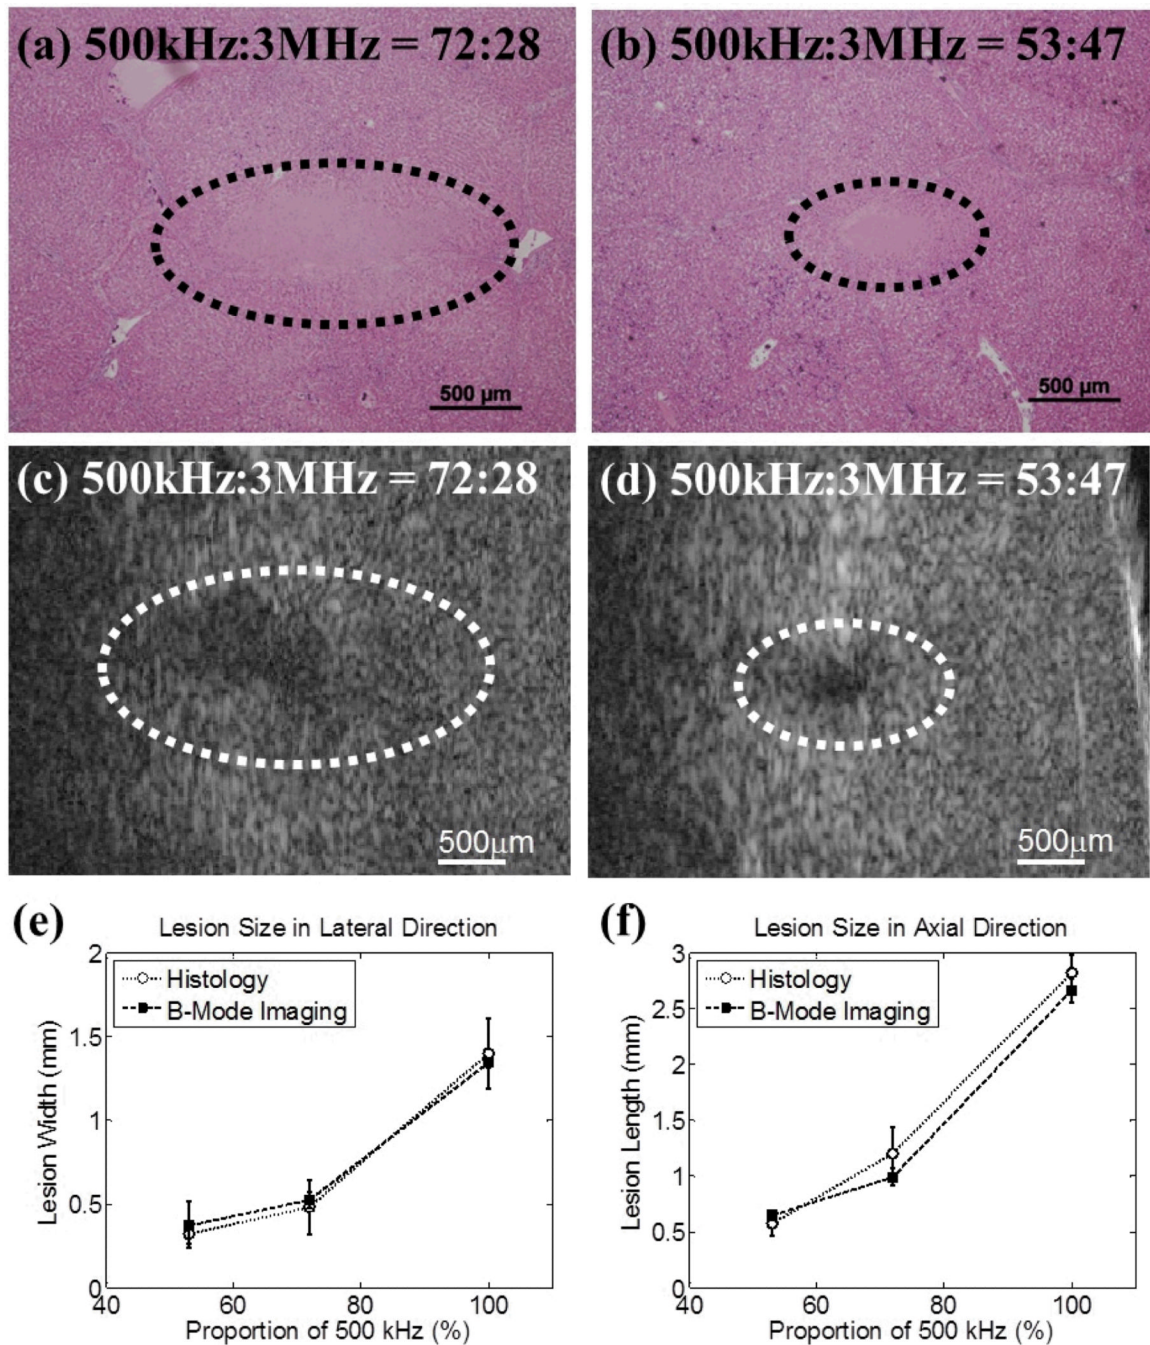 (a) 500kHz:3MHz = 72:28
(b) 500kHz:3MHz = 53:47
500 µm
500 µm
(c) 500kHz:3MHz = 72:28
(d) 500kHz:3MHz = 53:47
500µm
500µm
(e)
Lesion Size in Lateral Direction
2
1.5
1
0.5
0
Lesion Width (mm)
Histology
B-Mode Imaging
40
60
80
100
Proportion of 500 kHz (%)
(f)
Lesion Size in Axial Direction
3
2.5
2
1.5
1
0.5
0
Lesion Length (mm)
Histology
B-Mode Imaging
40
60
80
100
Proportion of 500 kHz (%)